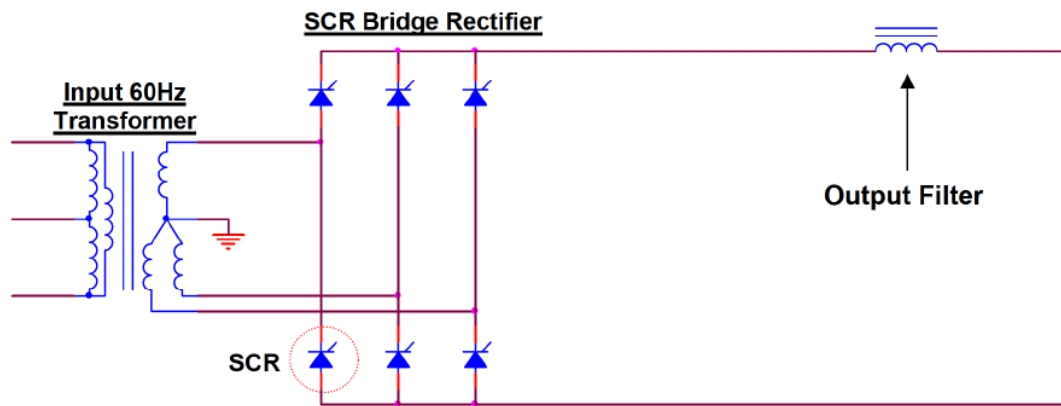 SCR Bridge Rectifier
Input 60Hz
Transformer
Output Filter
SCR